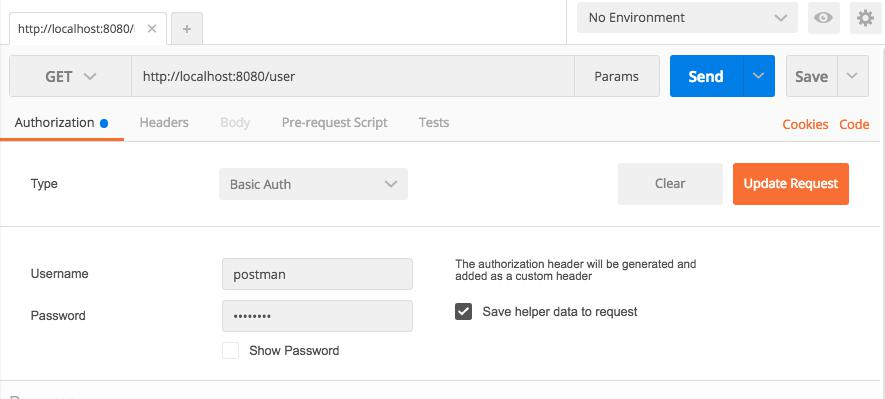 http://localhost:8080/
No Environment
GET
http://localhost:8080/user
Params
Send
Save
Authorization
Headers
Body
Pre-request Script
Tests
Cookies
Code
Type
Basic Auth
Clear
Update Request
Username
postman
The authorization header will be generated and
added as a custom header
Password
••••••••
Save helper data to request
Show Password